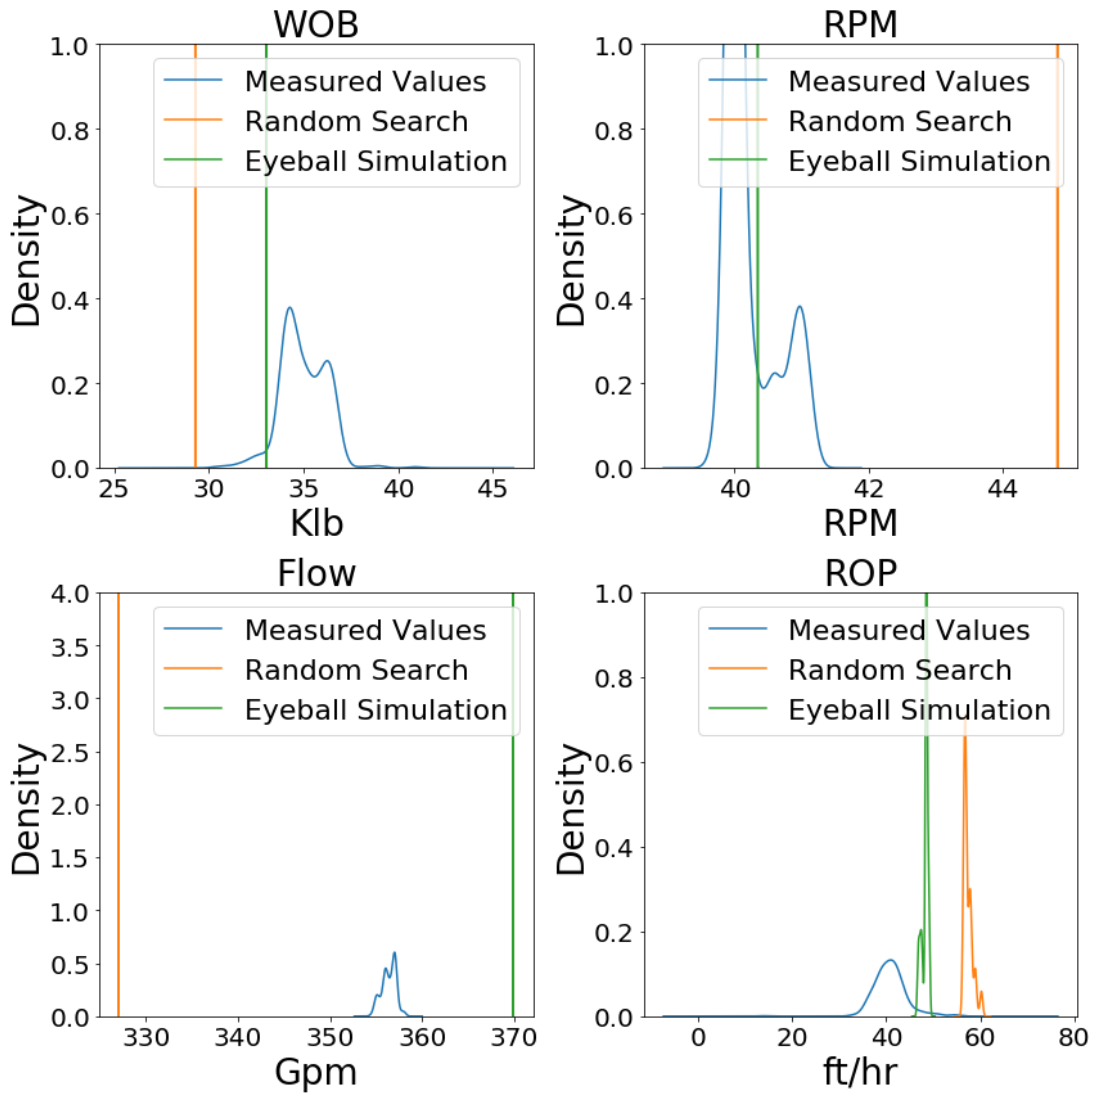 WOB
1.0
0.8
0.6
0.4
0.2
0.0
Density
Measured Values
Random Search
Eyeball Simulation
25 30 35 40 45
Klb
RPM
1.0
0.8
0.6
0.4
0.2
0.0
Density
Measured Values
Random Search
Eyeball Simulation
40 42 44
RPM
Flow
4.0
3.5
3.0
2.5
2.0
1.5
1.0
0.5
0.0
Density
Measured Values
Random Search
Eyeball Simulation
330 340 350 360 370
Gpm
ROP
1.0
0.8
0.6
0.4
0.2
0.0
Density
Measured Values
Random Search
Eyeball Simulation
0 20 40 60 80
ft/hr